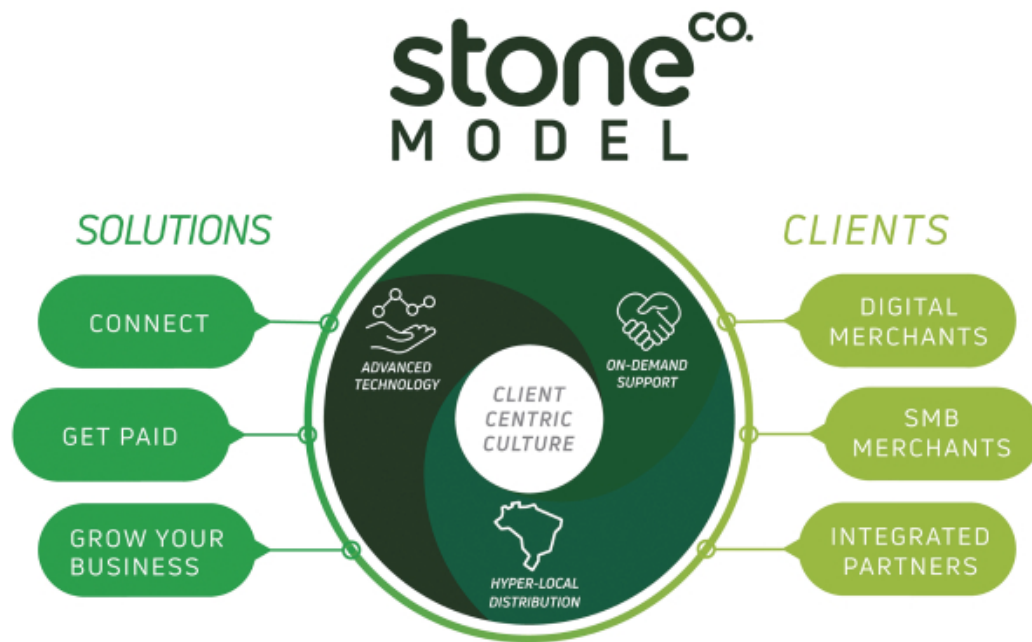 stone CO.
MODEL
SOLUTIONS
CONNECT
GET PAID
GROW YOUR
BUSINESS
ADVANCED
TECHNOLOGY
ON-DEMAND
SUPPORT
CLIENT
CENTRIC
CULTURE
HYPER-LOCAL
DISTRIBUTION
CLIENTS
DIGITAL
MERCHANTS
SMB
MERCHANTS
INTEGRATED
PARTNERS